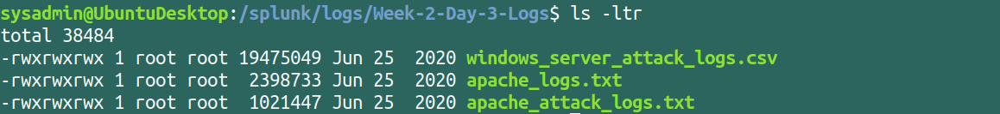 sysadmin@UbuntuDesktop:/splunk/logs/Week-2-Day-3-Logs$ ls -ltr
total 38484
-rwxrwxrwx 1 root root 19475049 Jun 25  2020 windows_server_attack_logs.csv
-rwxrwxrwx 1 root root  2398733 Jun 25  2020 apache_logs.txt
-rwxrwxrwx 1 root root  1021447 Jun 25  2020 apache_attack_logs.txt